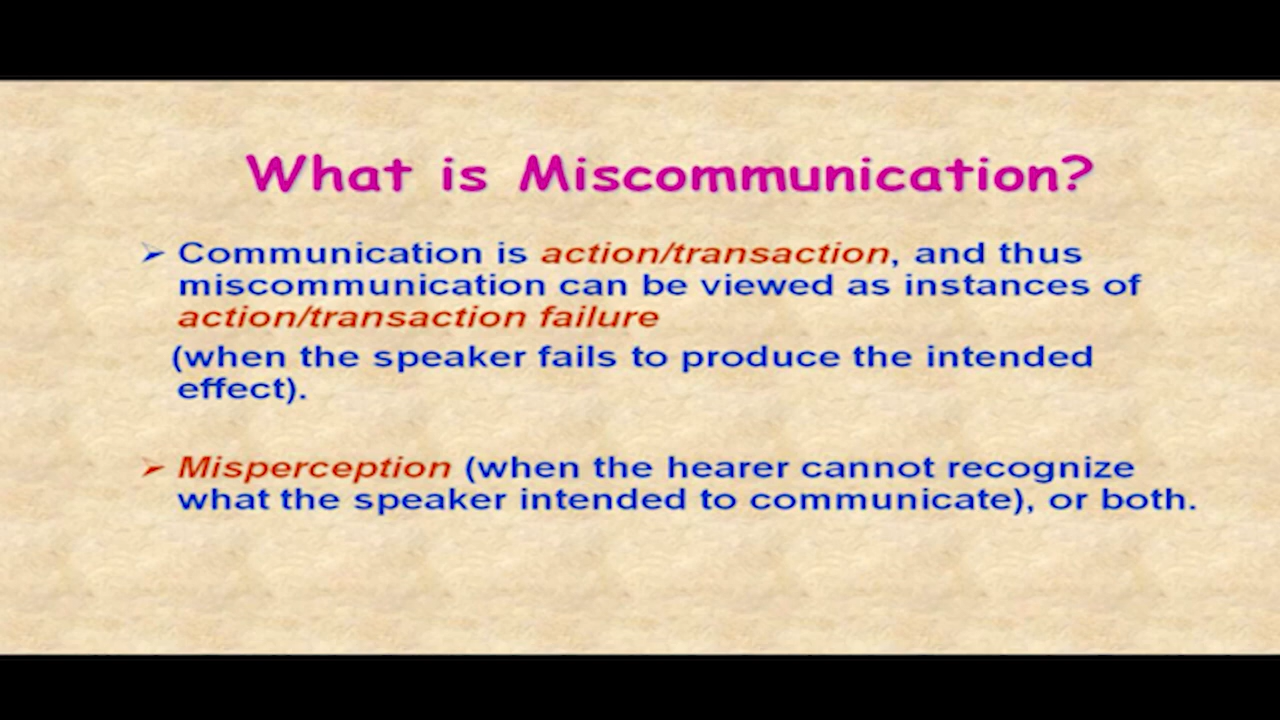 What is Miscommunication?
Communication is action/transaction, and thus
miscommunication can be viewed as instances of
action/transaction failure
(when the speaker fails to produce the intended
effect).
Misperception (when the hearer cannot recognize
what the speaker intended to communicate), or both.